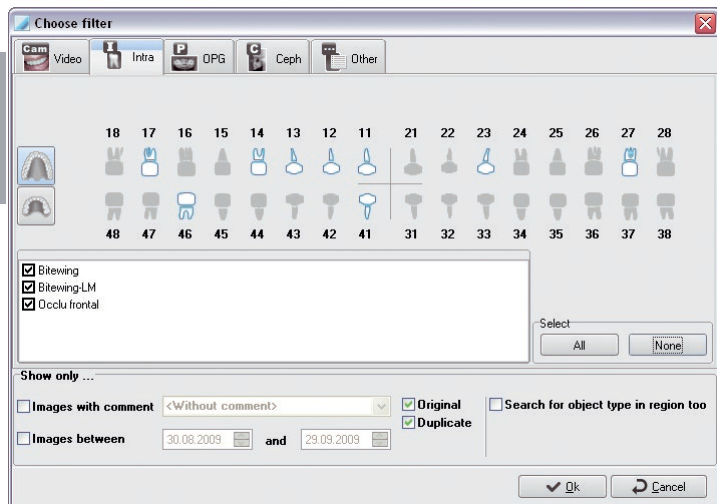 Choose filter
Cam Video I Intra P OPG C Ceph ... Other
18 17 16 15 14 13 12 11 21 22 23 24 25 26 27 28
48 47 46 45 44 43 42 41 31 32 33 34 35 36 37 38
Bitewing
Bitewing-LM
Occlu frontal
Select
All None
Show only ...
Images with comment <Without comment> Original Search for object type in region too
Duplicate
Images between 30.08.2009 and 29.09.2009
Ok Cancel